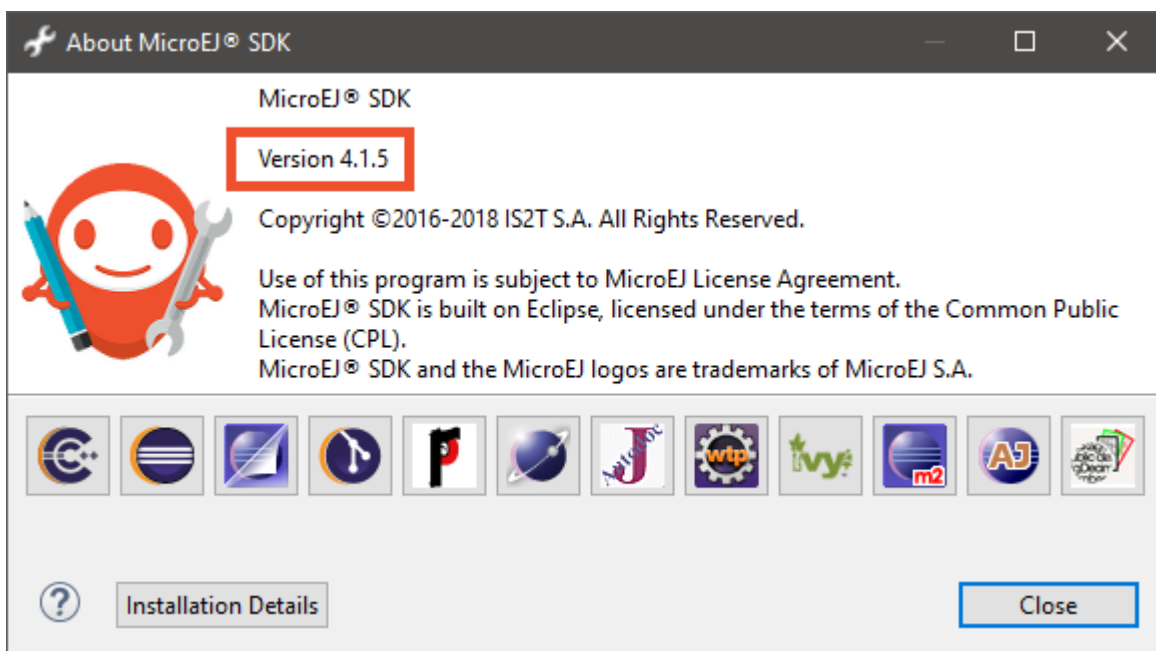 About MicroEJ® SDK
MicroEJ® SDK
Version 4.1.5
Copyright ©2016-2018 IS2T S.A. All Rights Reserved.
Use of this program is subject to MicroEJ License Agreement.
MicroEJ® SDK is built on Eclipse, licensed under the terms of the Common Public
License (CPL).
MicroEJ® SDK and the MicroEJ logos are trademarks of MicroEJ S.A.
C++
Autodoc
J
wtp
ivy
m2
AJ
?
Installation Details
Close